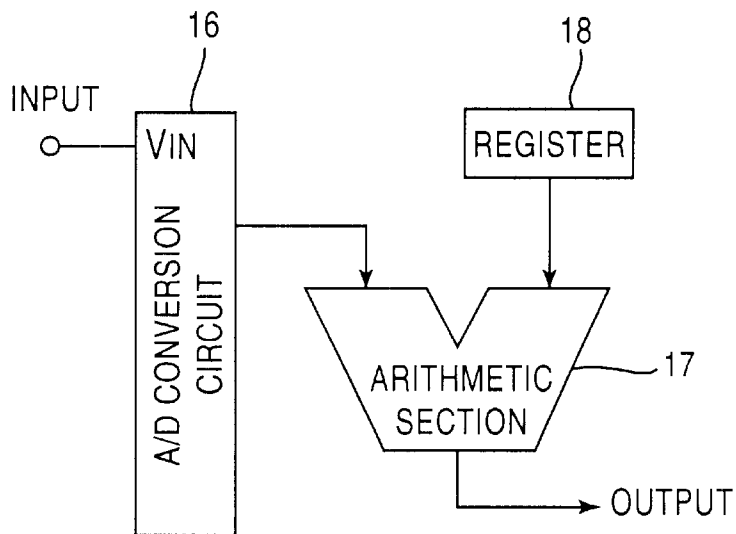 16
18
INPUT
VIN
REGISTER
A/D CONVERSION
CIRCUIT
ARITHMETIC
SECTION
17
OUTPUT